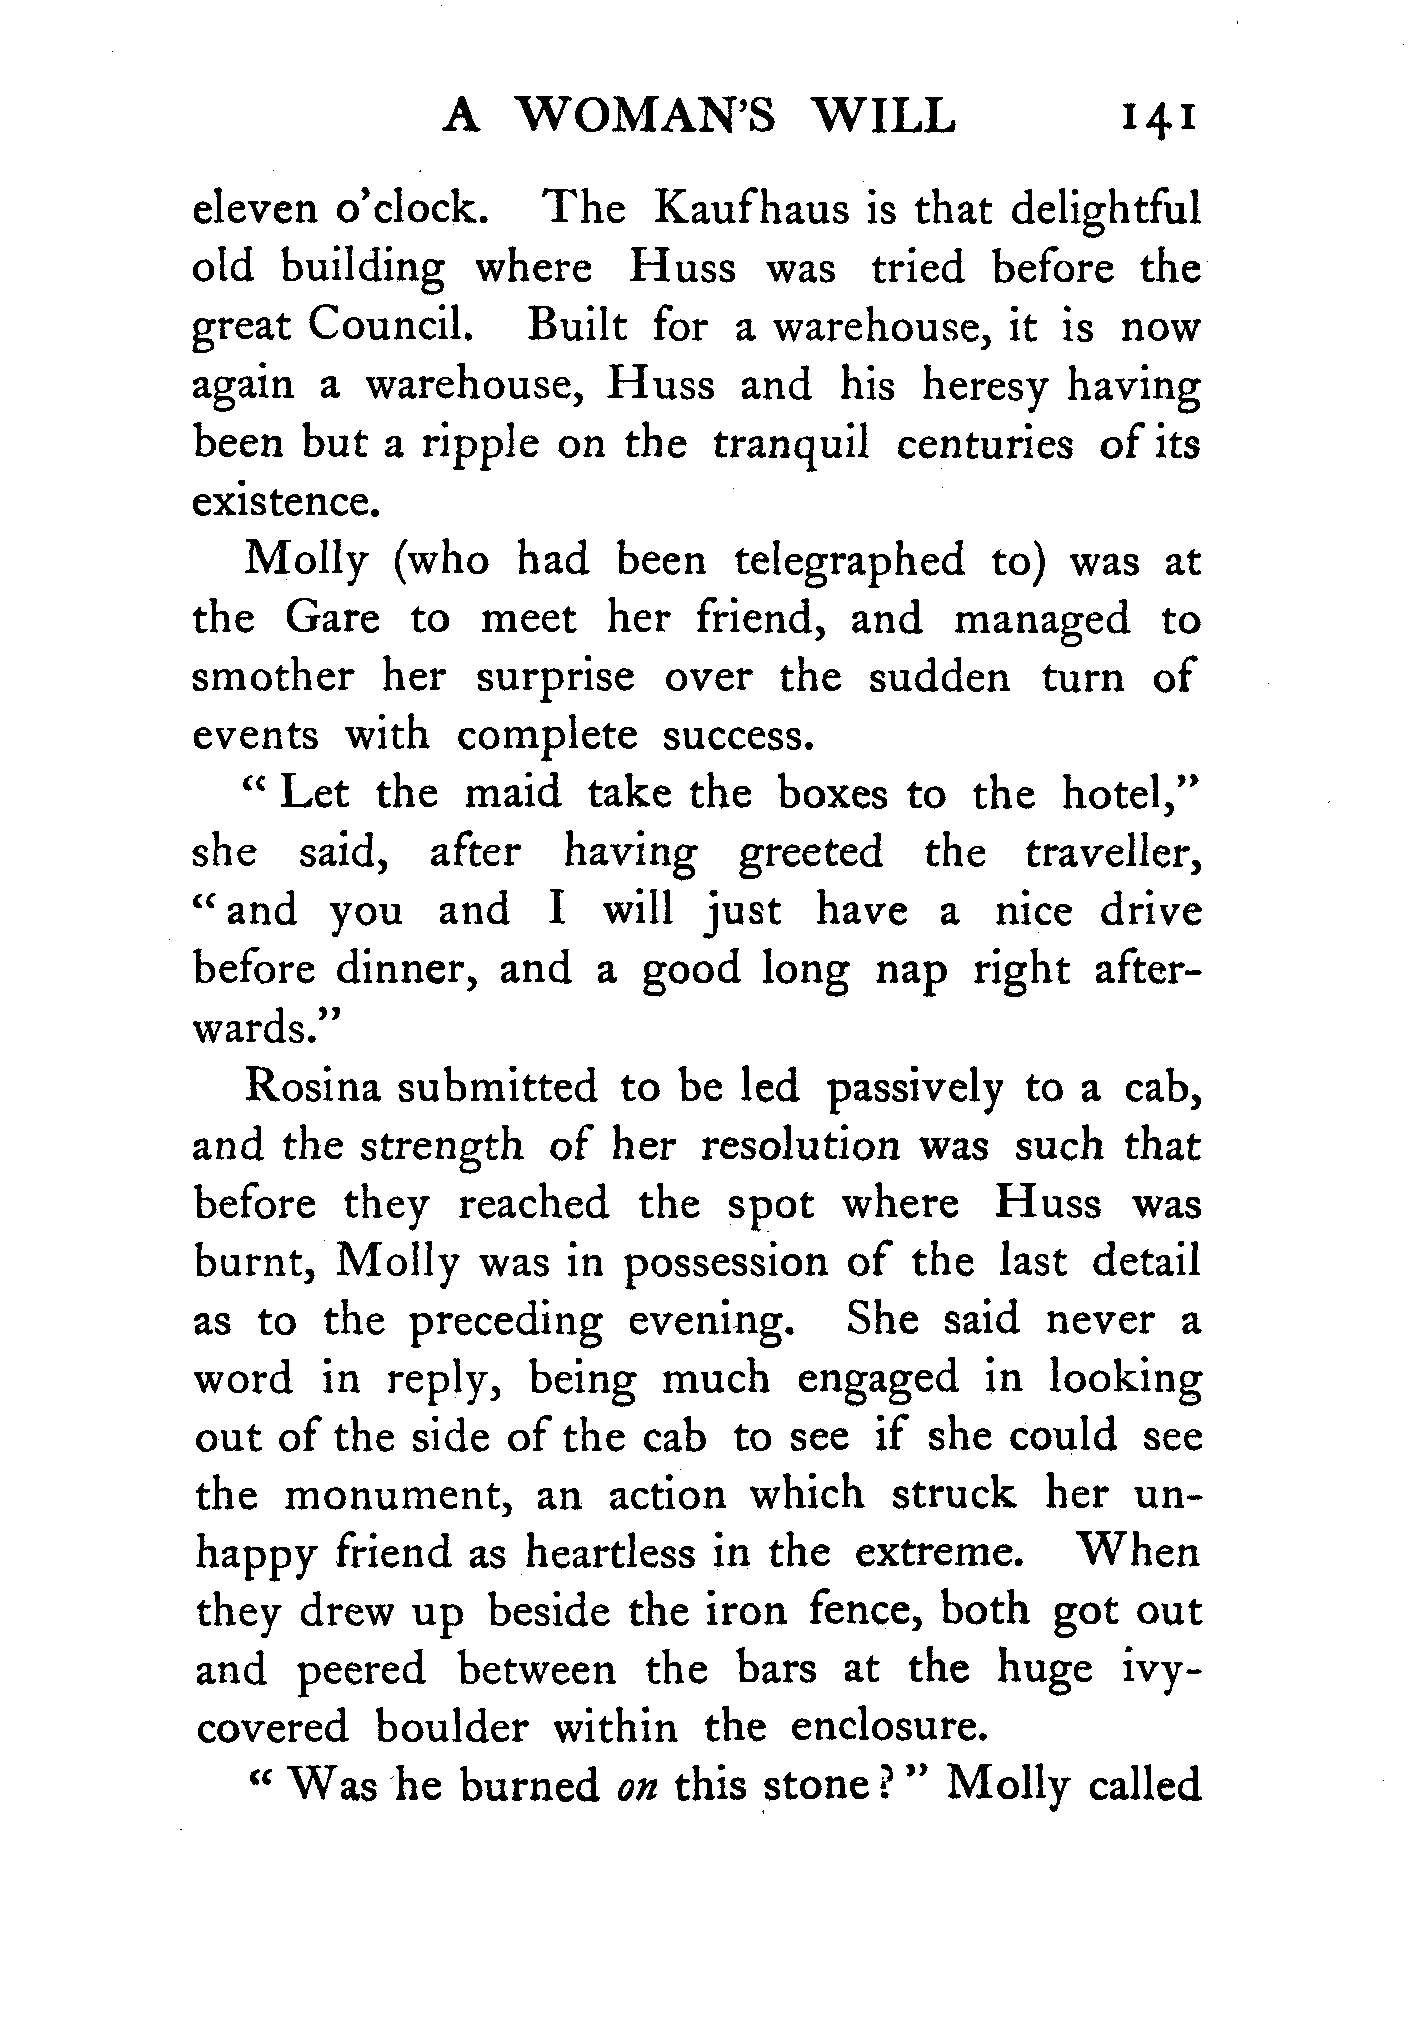 A WOMAN'S WILL 141
eleven o'clock. The Kaufhaus is that delightful
old building where Huss was tried before the
great Council. Built for a warehouse, it is now
again a warehouse, Huss and his heresy having
been but a ripple on the tranquil centuries of its
existence.
Molly (who had been telegraphed to) was at
the Gare to meet her friend, and managed to
smother her surprise over the sudden turn of
events with complete success.
“ Let the maid take the boxes to the hotel,”
she said, after having greeted the traveller,
“ and you and I will just have a nice drive
before dinner, and a good long nap right after-
wards.”
Rosina submitted to be led passively to a cab,
and the strength of her resolution was such that
before they reached the spot where Huss was
burnt, Molly was in possession of the last detail
as to the preceding evening. She said never a
word in reply, being much engaged in looking
out of the side of the cab to see if she could see
the monument, an action which struck her un-
happy friend as heartless in the extreme. When
they drew up beside the iron fence, both got out
and peered between the bars at the huge ivy-
covered boulder within the enclosure.
“ Was he burned on this stone ? ” Molly called